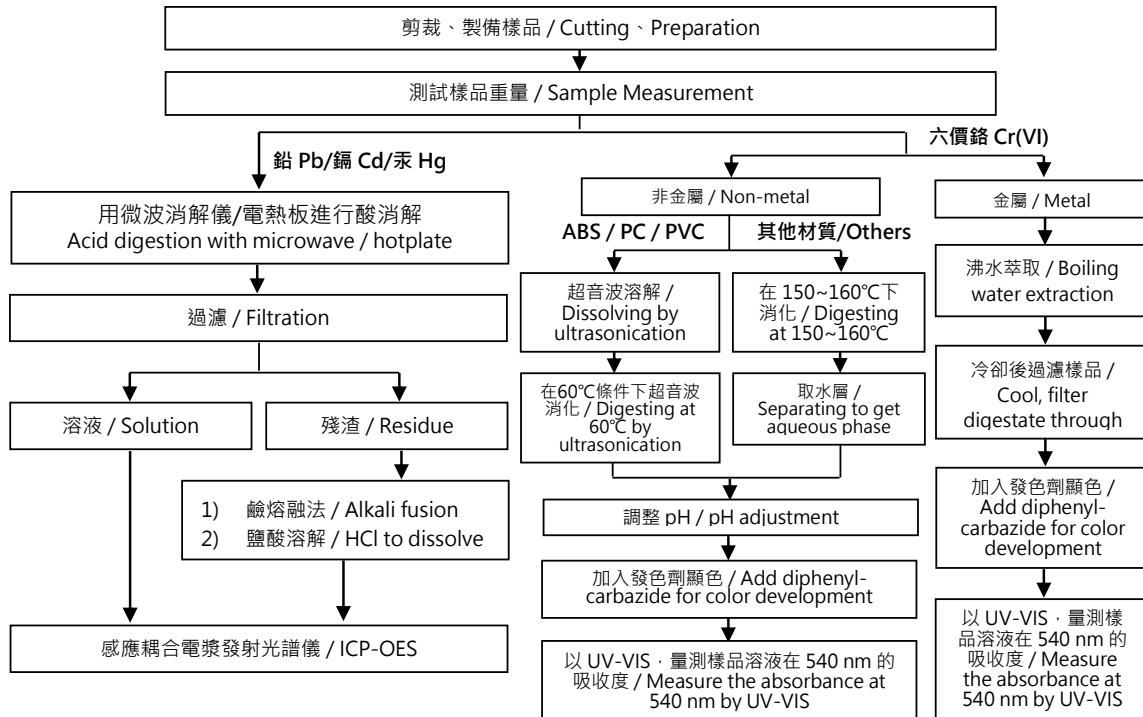 剪裁、製備樣品 / Cutting、Preparation
測試樣品重量 / Sample Measurement
鉛 Pb/鎘 Cd/汞 Hg
用微波消解儀/電熱板進行酸消解
Acid digestion with microwave / hotplate
過濾 / Filtration
溶液 / Solution
殘渣 / Residue
1) 鹼熔融法 / Alkali fusion
2) 鹽酸溶解 / HCl to dissolve
感應耦合電漿發射光譜儀 / ICP-OES
六價鉻 Cr(VI)
非金屬 / Non-metal
ABS / PC / PVC
其他材質/Others
超音波溶解 /
Dissolving by
ultrasonication
在60℃條件下超音波
消化 / Digesting at
60℃ by
ultrasonication
在 150~160℃下
消化 / Digesting
at 150~160℃
取水層 /
Separating to get
aqueous phase
調整 pH / pH adjustment
加入發色劑顯色 / Add diphenyl-
carbazide for color development
以 UV-VIS，量測樣品溶液在 540 nm 的
吸收度 / Measure the absorbance at
540 nm by UV-VIS
金屬 / Metal
沸水萃取 / Boiling
water extraction
冷卻後過濾樣品 /
Cool, filter
digestate through
加入發色劑顯色 /
Add diphenyl-
carbazide for color
development
以 UV-VIS，量測樣
品溶液在 540 nm 的
吸收度 / Measure
the absorbance at
540 nm by UV-VIS